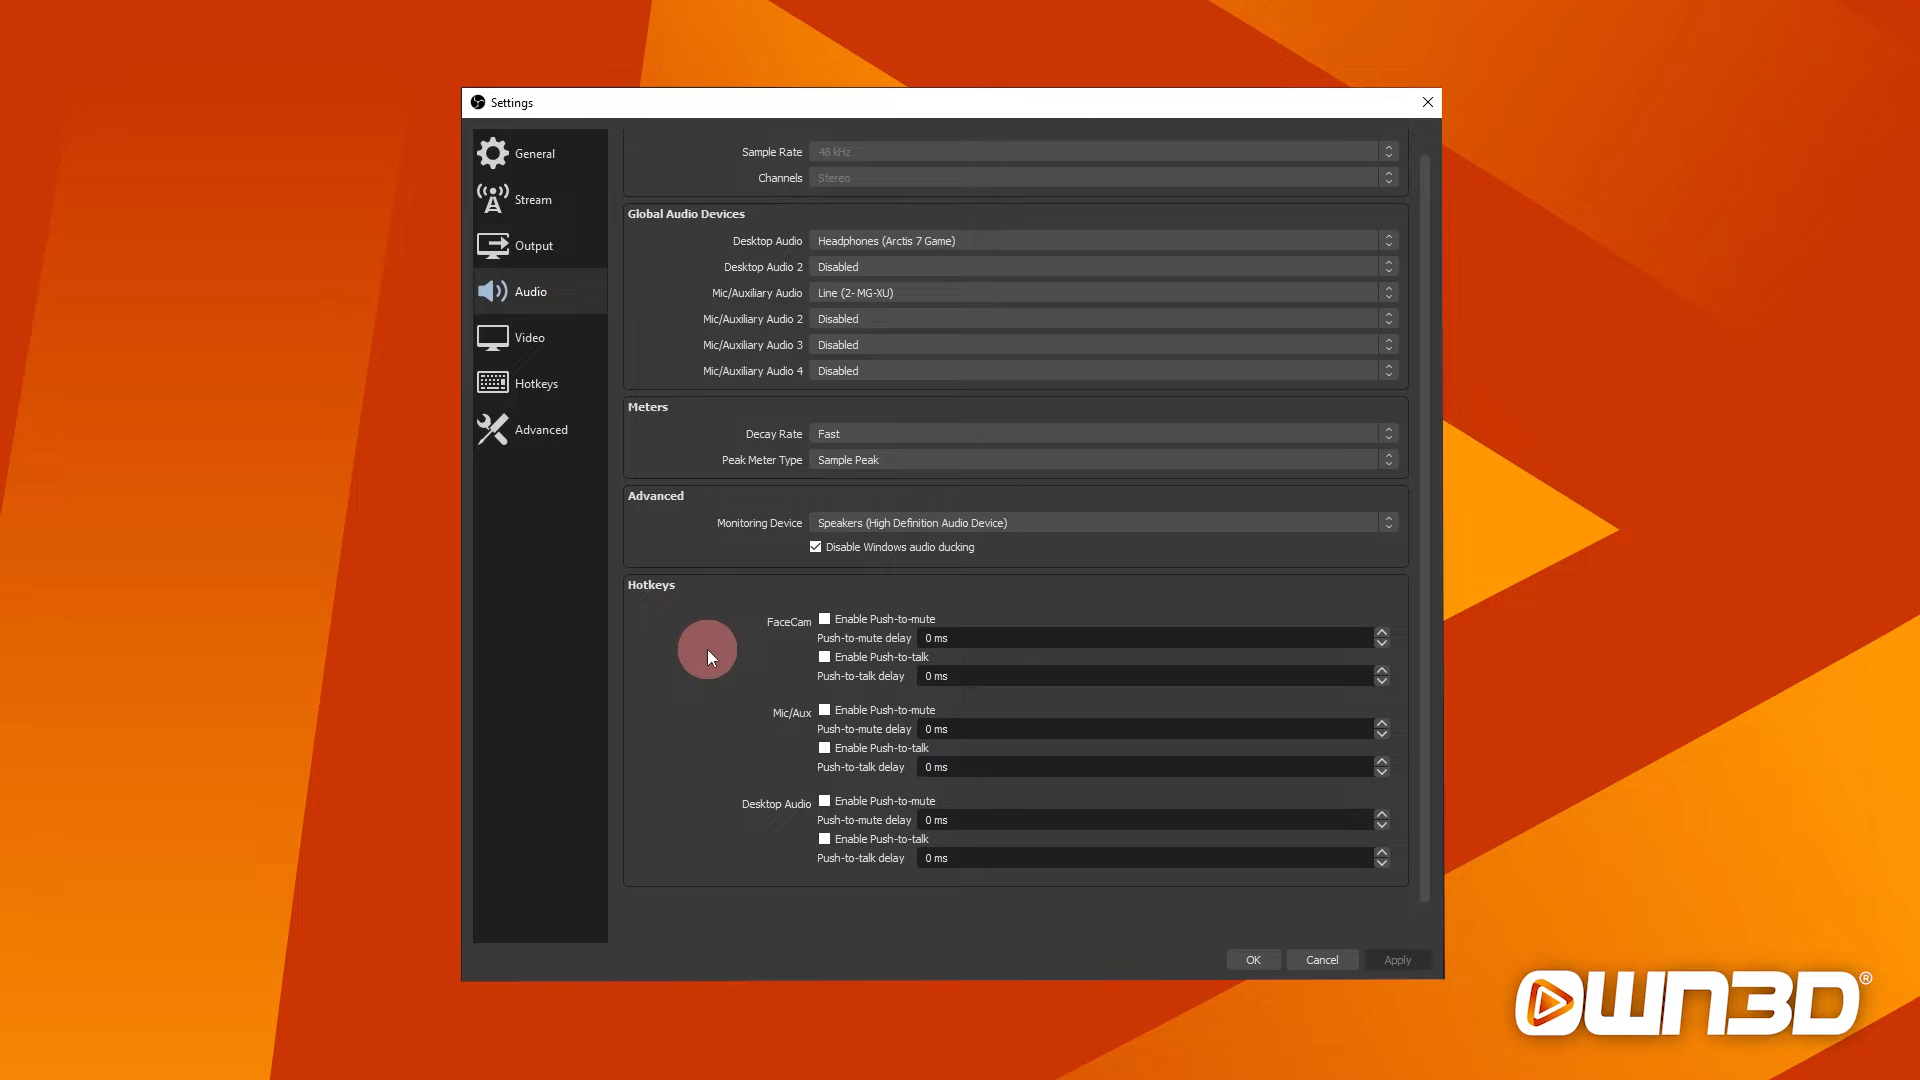 Settings
General
Stream
Output
Audio
Video
Hotkeys
Advanced
Sample Rate 48 kHz
Channels Stereo
Global Audio Devices
Desktop Audio Headphones (Arctis 7 Game)
Desktop Audio 2 Disabled
Mic/Auxiliary Audio Line (2- MG-XU)
Mic/Auxiliary Audio 2 Disabled
Mic/Auxiliary Audio 3 Disabled
Mic/Auxiliary Audio 4 Disabled
Meters
Decay Rate Fast
Peak Meter Type Sample Peak
Advanced
Monitoring Device Speakers (High Definition Audio Device)
Disable Windows audio ducking
Hotkeys
FaceCam Enable Push-to-mute
Push-to-mute delay 0 ms
Enable Push-to-talk
Push-to-talk delay 0 ms
Mic/Aux Enable Push-to-mute
Push-to-mute delay 0 ms
Enable Push-to-talk
Push-to-talk delay 0 ms
Desktop Audio Enable Push-to-mute
Push-to-mute delay 0 ms
Enable Push-to-talk
Push-to-talk delay 0 ms
OK Cancel Apply
OWN3D®